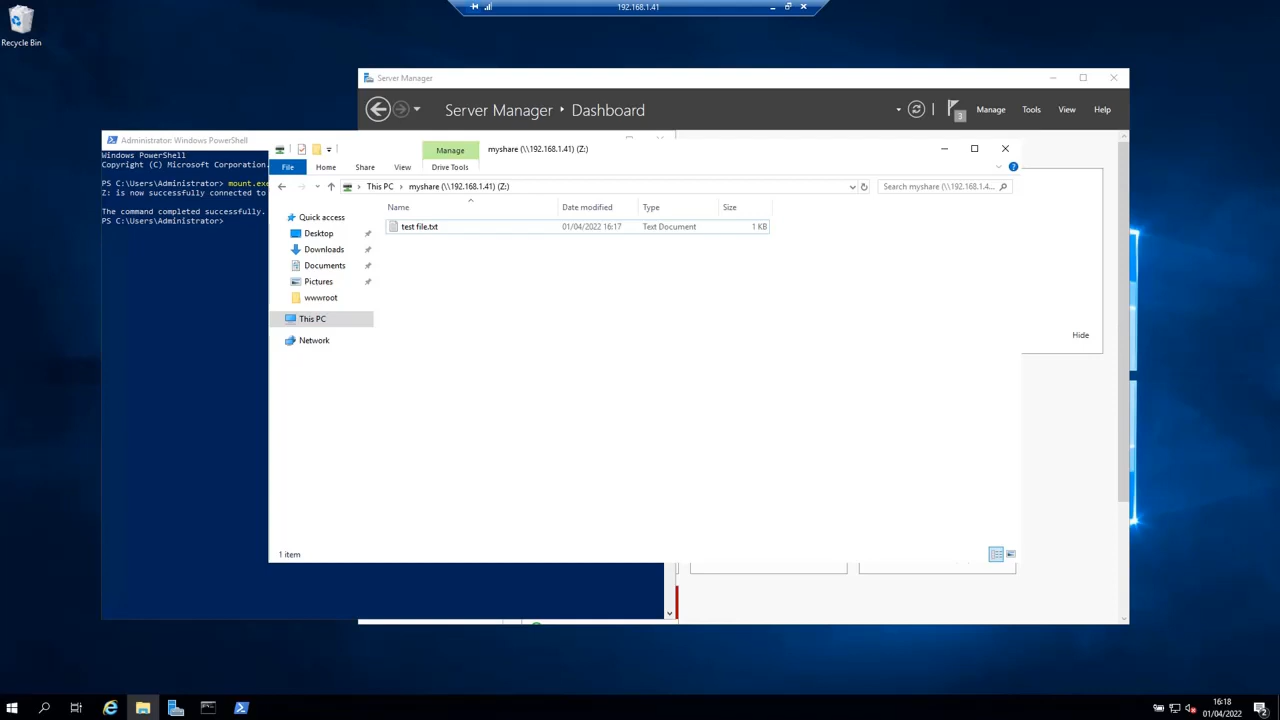 192.168.1.41
Recycle Bin
Server Manager
Server Manager ‣ Dashboard
3
Manage
Tools
View
Help
Administrator: Windows PowerShell
Windows PowerShell
Copyright (C) Microsoft Corporation.
PS C:\Users\Administrator> mount.exe
Z: is now successfully connected to
The command completed successfully.
PS C:\Users\Administrator>
Manage
myshare (\\192.168.1.41) (Z:)
File
Home
Share
View
Drive Tools
This PC
myshare (\\192.168.1.41) (Z:)
Search myshare (\\192.168.1.4...
Name
Date modified
Type
Size
test file.txt
01/04/2022 16:17
Text Document
1 KB
Quick access
Desktop
Downloads
Documents
Pictures
wwwroot
This PC
Network
Hide
1 item
16:18
01/04/2022
2